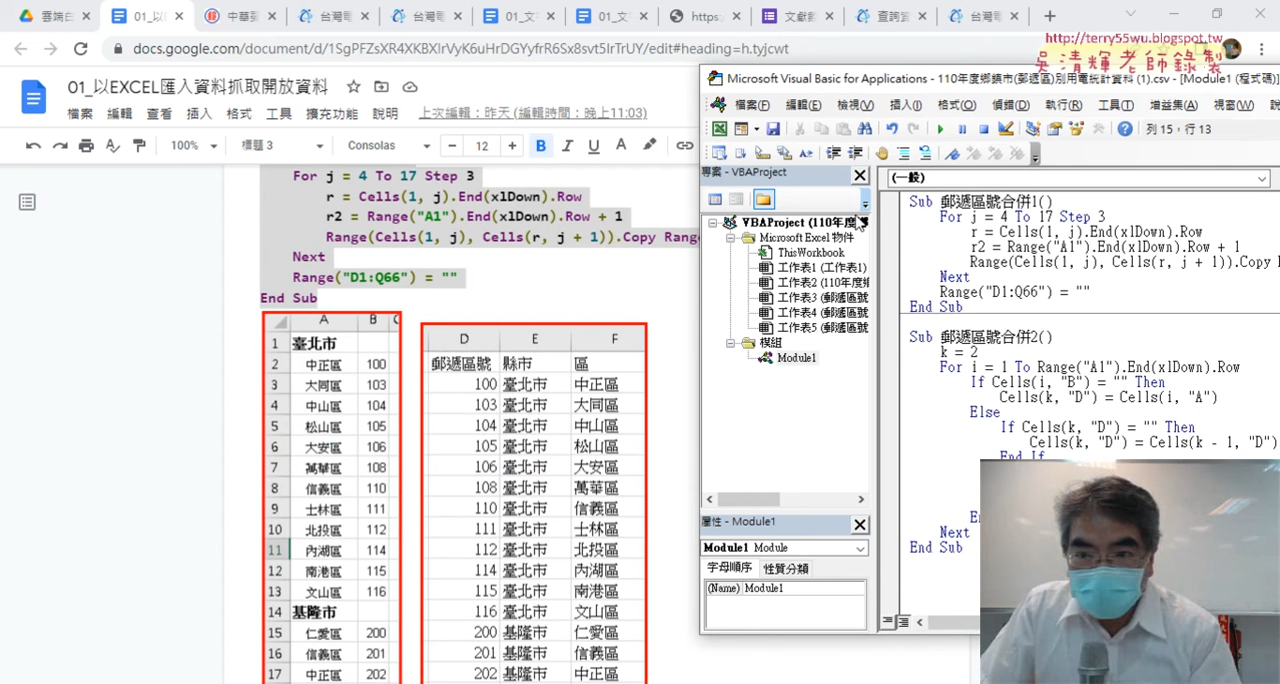 雲端白
01_以E
中華郵
台灣電
台灣電
01_文
01_文
https:
文獻歲
查詢資
台灣電
docs.google.com/document/d/1SgPFZsXR4XKBXlrVyK6uHrDGYyfrR6Sx8svt5IrTrUY/edit#heading=h.tyjcwt
http://terry55wu.blogspot.tw
吳清輝老師錄製
01_以EXCEL匯入資料抓取開放資料
檔案 編輯 查看 插入 格式 工具 擴充功能 說明 上次編輯：昨天 (星期日) 晚上11:03
100% 標題 3 Consolas 12 B I U A
For j = 4 To 17 Step 3
r = Cells(1, j).End(xlDown).Row
r2 = Range("A1").End(xlDown).Row + 1
Range(Cells(1, j), Cells(r, j + 1)).Copy Rang
Next
Range("D1:Q66") = ""
End Sub
A B C
1 臺北市
2 中正區 100
3 大同區 103
4 中山區 104
5 松山區 105
6 大安區 106
7 萬華區 108
8 信義區 110
9 士林區 111
10 北投區 112
11 內湖區 114
12 南港區 115
13 文山區 116
14 基隆市
15 仁愛區 200
16 信義區 201
17 中正區 202
D E F
郵遞區號 縣市 區
100 臺北市 中正區
103 臺北市 大同區
104 臺北市 中山區
105 臺北市 松山區
106 臺北市 大安區
108 臺北市 萬華區
110 臺北市 信義區
111 臺北市 士林區
112 臺北市 北投區
114 臺北市 內湖區
115 臺北市 南港區
116 臺北市 文山區
200 基隆市 仁愛區
201 基隆市 信義區
202 基隆市 中正區
Microsoft Visual Basic for Applications - 110年度鄉鎮市(郵遞區)別用電統計資料 (1).csv - [Module1 (程式碼)]
檔案(F) 編輯(E) 檢視(V) 插入(I) 格式(O) 偵錯(D) 執行(R) 工具(T) 增益集(A) 視窗(W)
列 15，行 13
專案 - VBAProject
VBAProject (110年度
Microsoft Excel 物件
ThisWorkbook
工作表1 (工作表1)
工作表2 (110年度鄉
工作表3 (郵遞區號
工作表4 (郵遞區號
工作表5 (郵遞區號
模組
Module1
屬性 - Module1
Module1 Module
字母順序 性質分類
(Name) Module1
(一般)
Sub 郵遞區號合併1()
For j = 4 To 17 Step 3
r = Cells(1, j).End(xlDown).Row
r2 = Range("A1").End(xlDown).Row + 1
Range(Cells(1, j), Cells(r, j + 1)).Copy
Next
Range("D1:Q66") = ""
End Sub
Sub 郵遞區號合併2()
k = 2
For i = 1 To Range("A1").End(xlDown).Row
If Cells(i, "B") = "" Then
Cells(k, "D") = Cells(i, "A")
Else
If Cells(k, "D") = "" Then
Cells(k, "D") = Cells(k - 1, "D")
End If
Next
End Sub